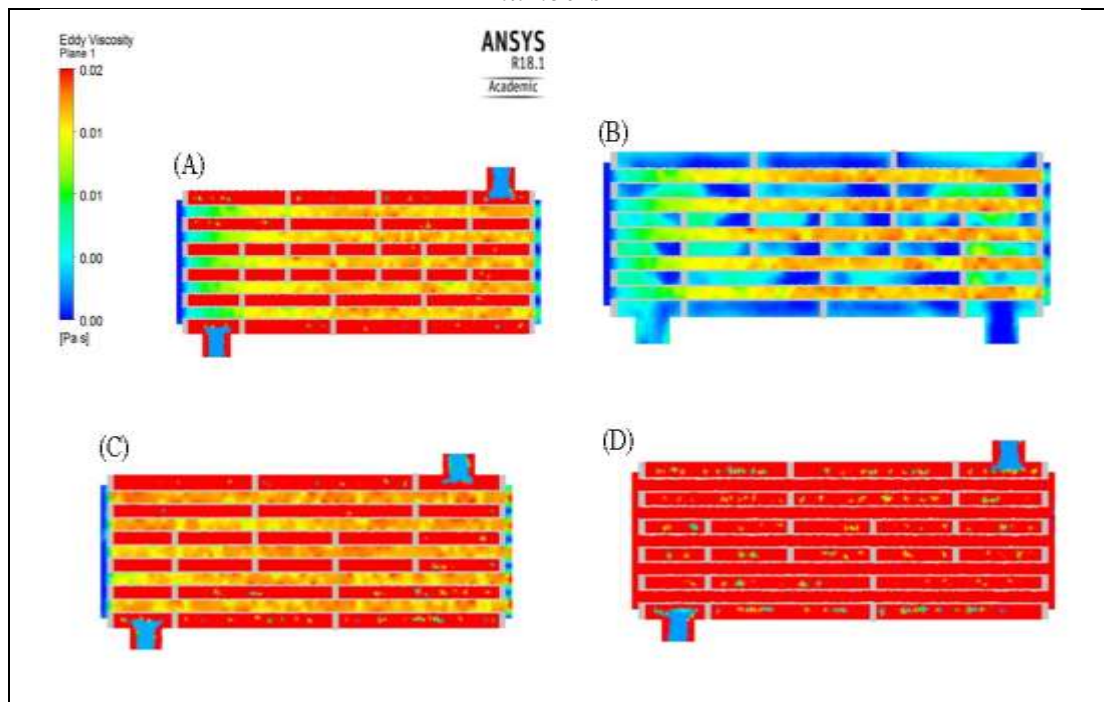 Eddy Viscosity
Plane 1
0.02
0.01
0.01
0.00
0.00
[Pa s]
ANSYS
R18.1
Academic
(A)
(B)
(C)
(D)